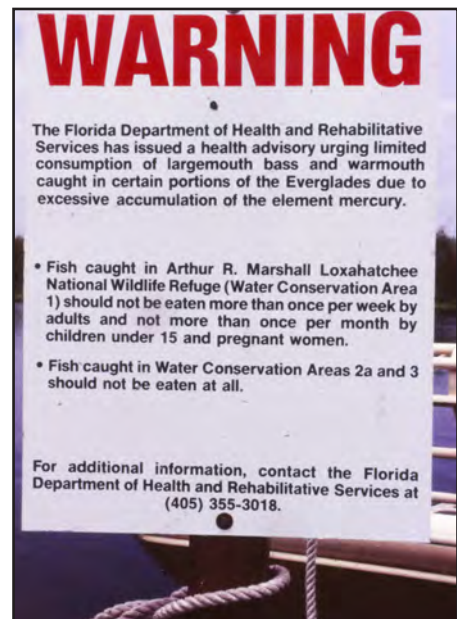 WARNING
The Florida Department of Health and Rehabilitative
Services has issued a health advisory urging limited
consumption of largemouth bass and warmouth
caught in certain portions of the Everglades due to
excessive accumulation of the element mercury.
• Fish caught in Arthur R. Marshall Loxahatchee
National Wildlife Refuge (Water Conservation Area
1) should not be eaten more than once per week by
adults and not more than once per month by
children under 15 and pregnant women.
• Fish caught in Water Conservation Areas 2a and 3
should not be eaten at all.
For additional information, contact the Florida
Department of Health and Rehabilitative Services at
(405) 355-3018.